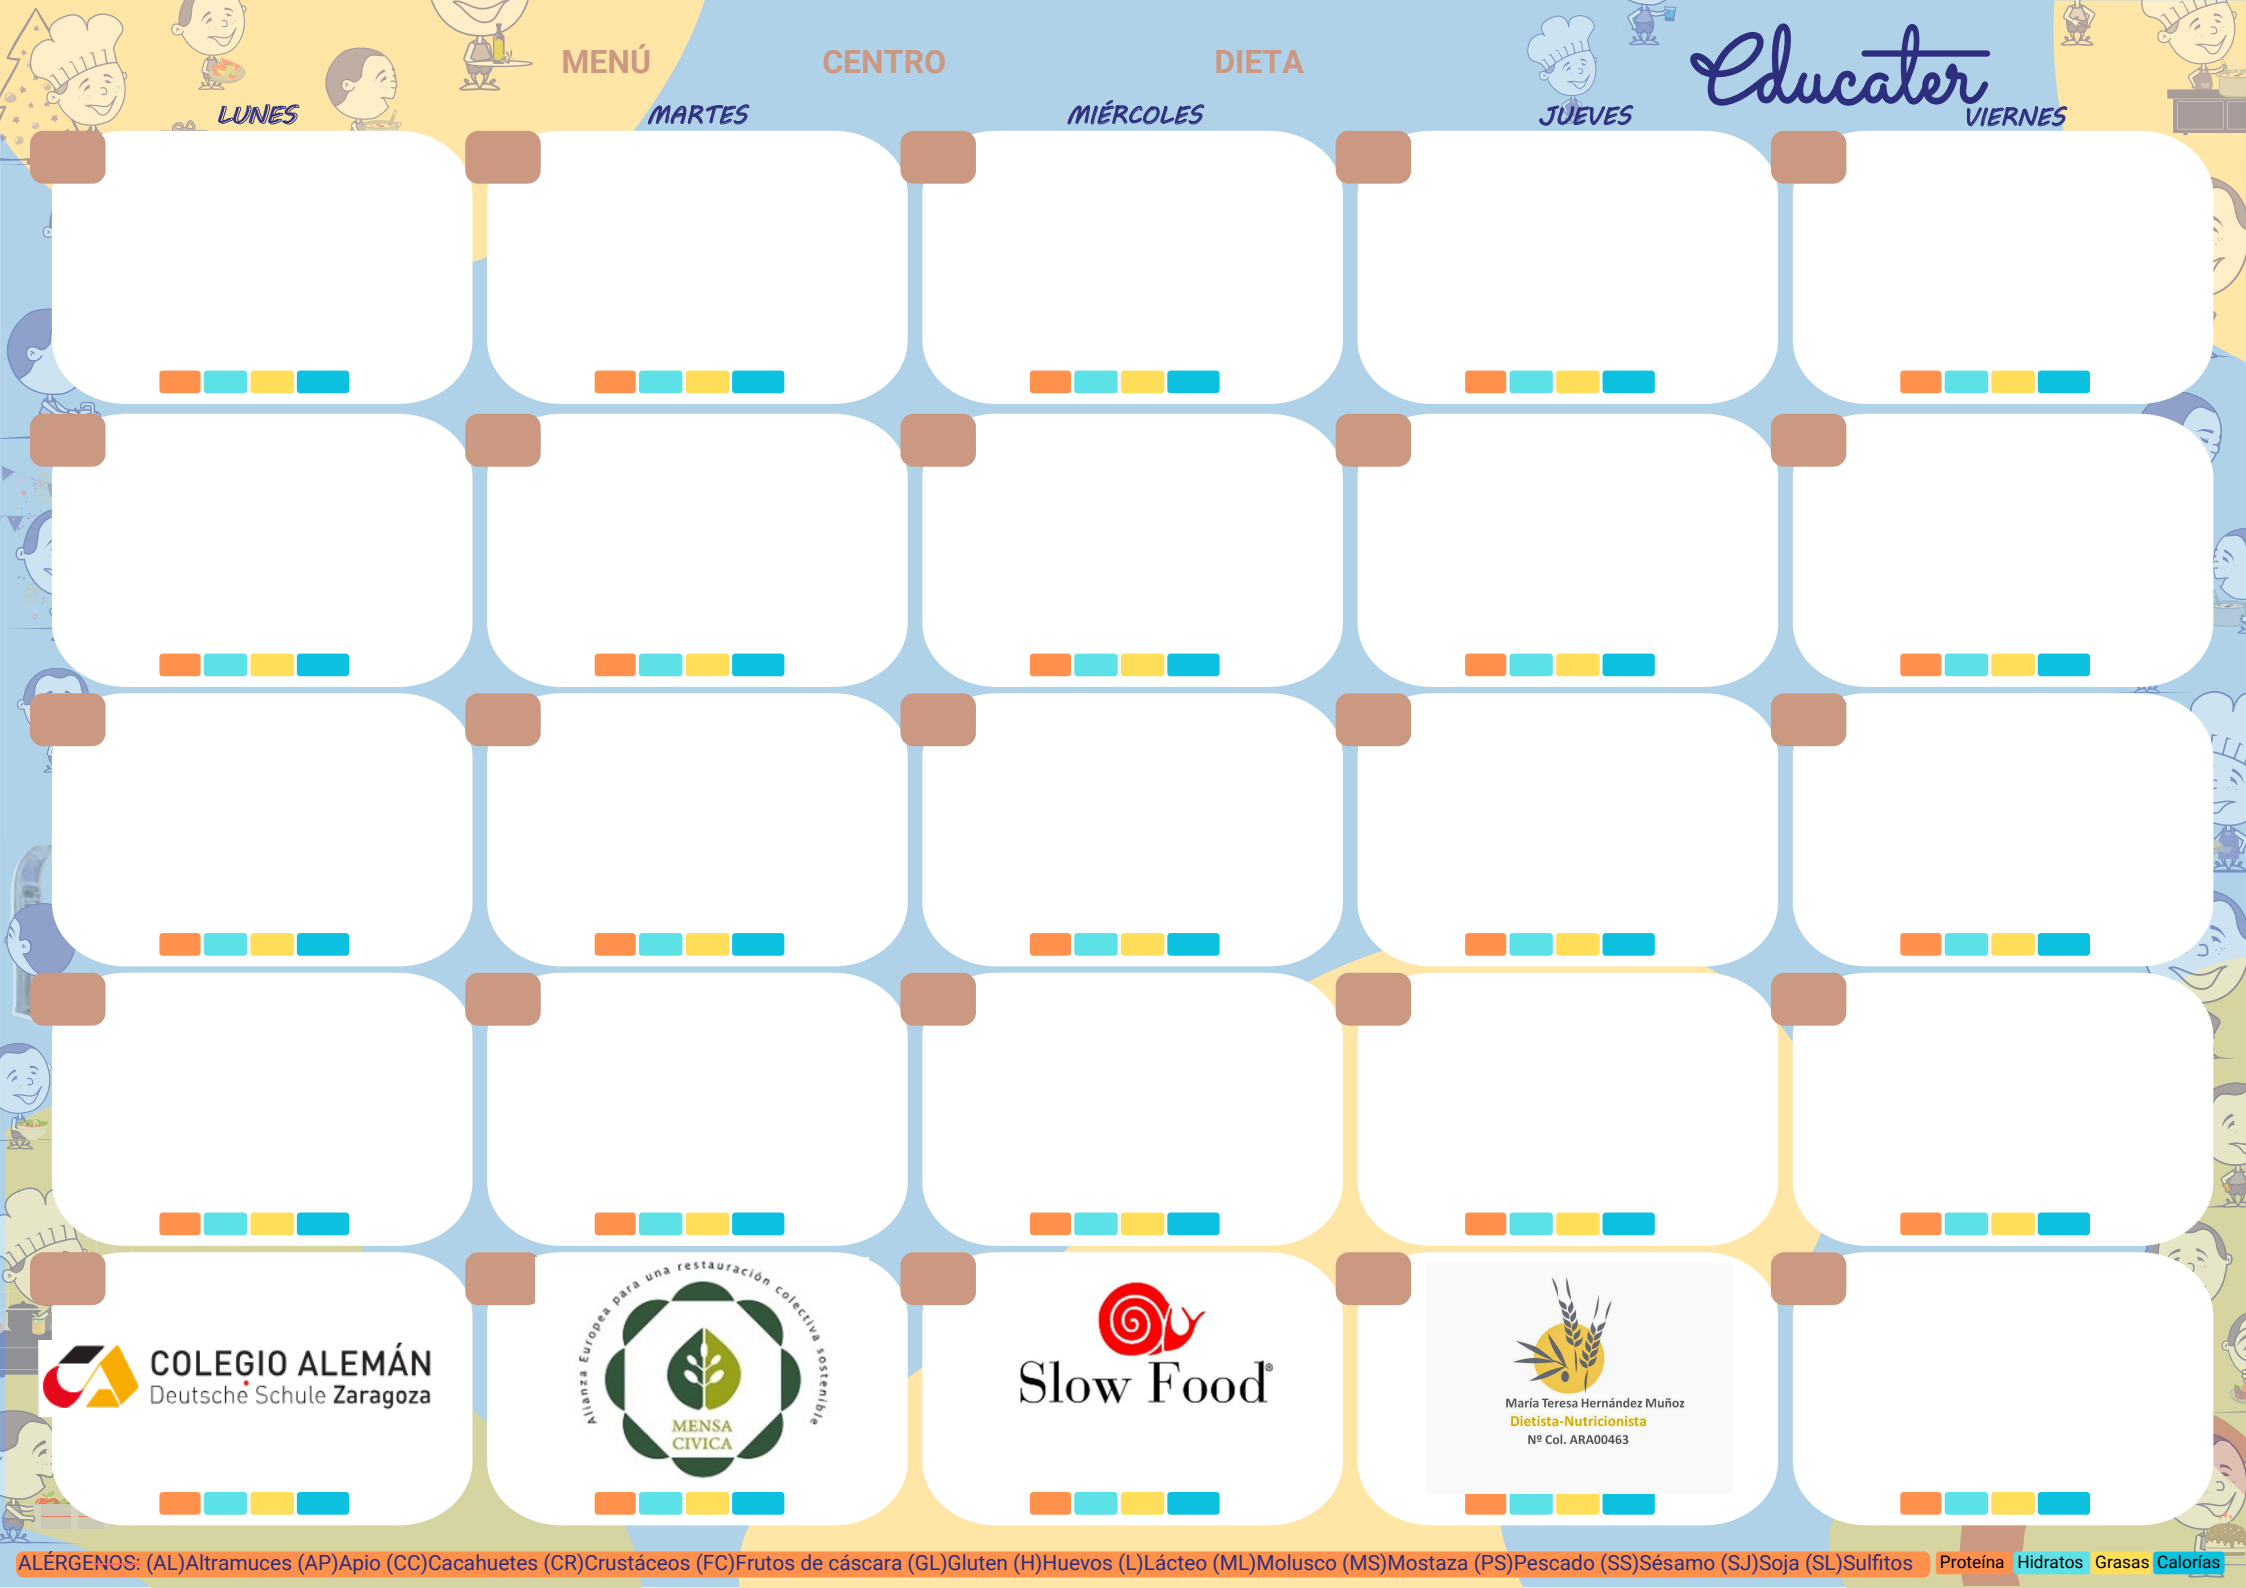 MENÚ CENTRO DIETA
Educater
LUNES MARTES MIÉRCOLES JUEVES VIERNES
COLEGIO ALEMÁN
Deutsche Schule Zaragoza
Alianza Europea para una restauración colectiva sostenible
MENSA
CIVICA
Slow Food®
María Teresa Hernández Muñoz
Dietista-Nutricionista
Nº Col. ARA00463
ALÉRGENOS: (AL)Altramuces (AP)Apio (CC)Cacahuetes (CR)Crustáceos (FC)Frutos de cáscara (GL)Gluten (H)Huevos (L)Lácteo (ML)Molusco (MS)Mostaza (PS)Pescado (SS)Sésamo (SJ)Soja (SL)Sulfitos Proteína Hidratos Grasas Calorías